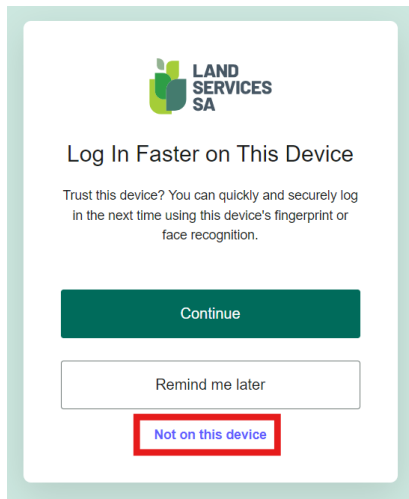 LAND
SERVICES
SA
Log In Faster on This Device
Trust this device? You can quickly and securely log
in the next time using this device's fingerprint or
face recognition.
Continue
Remind me later
Not on this device